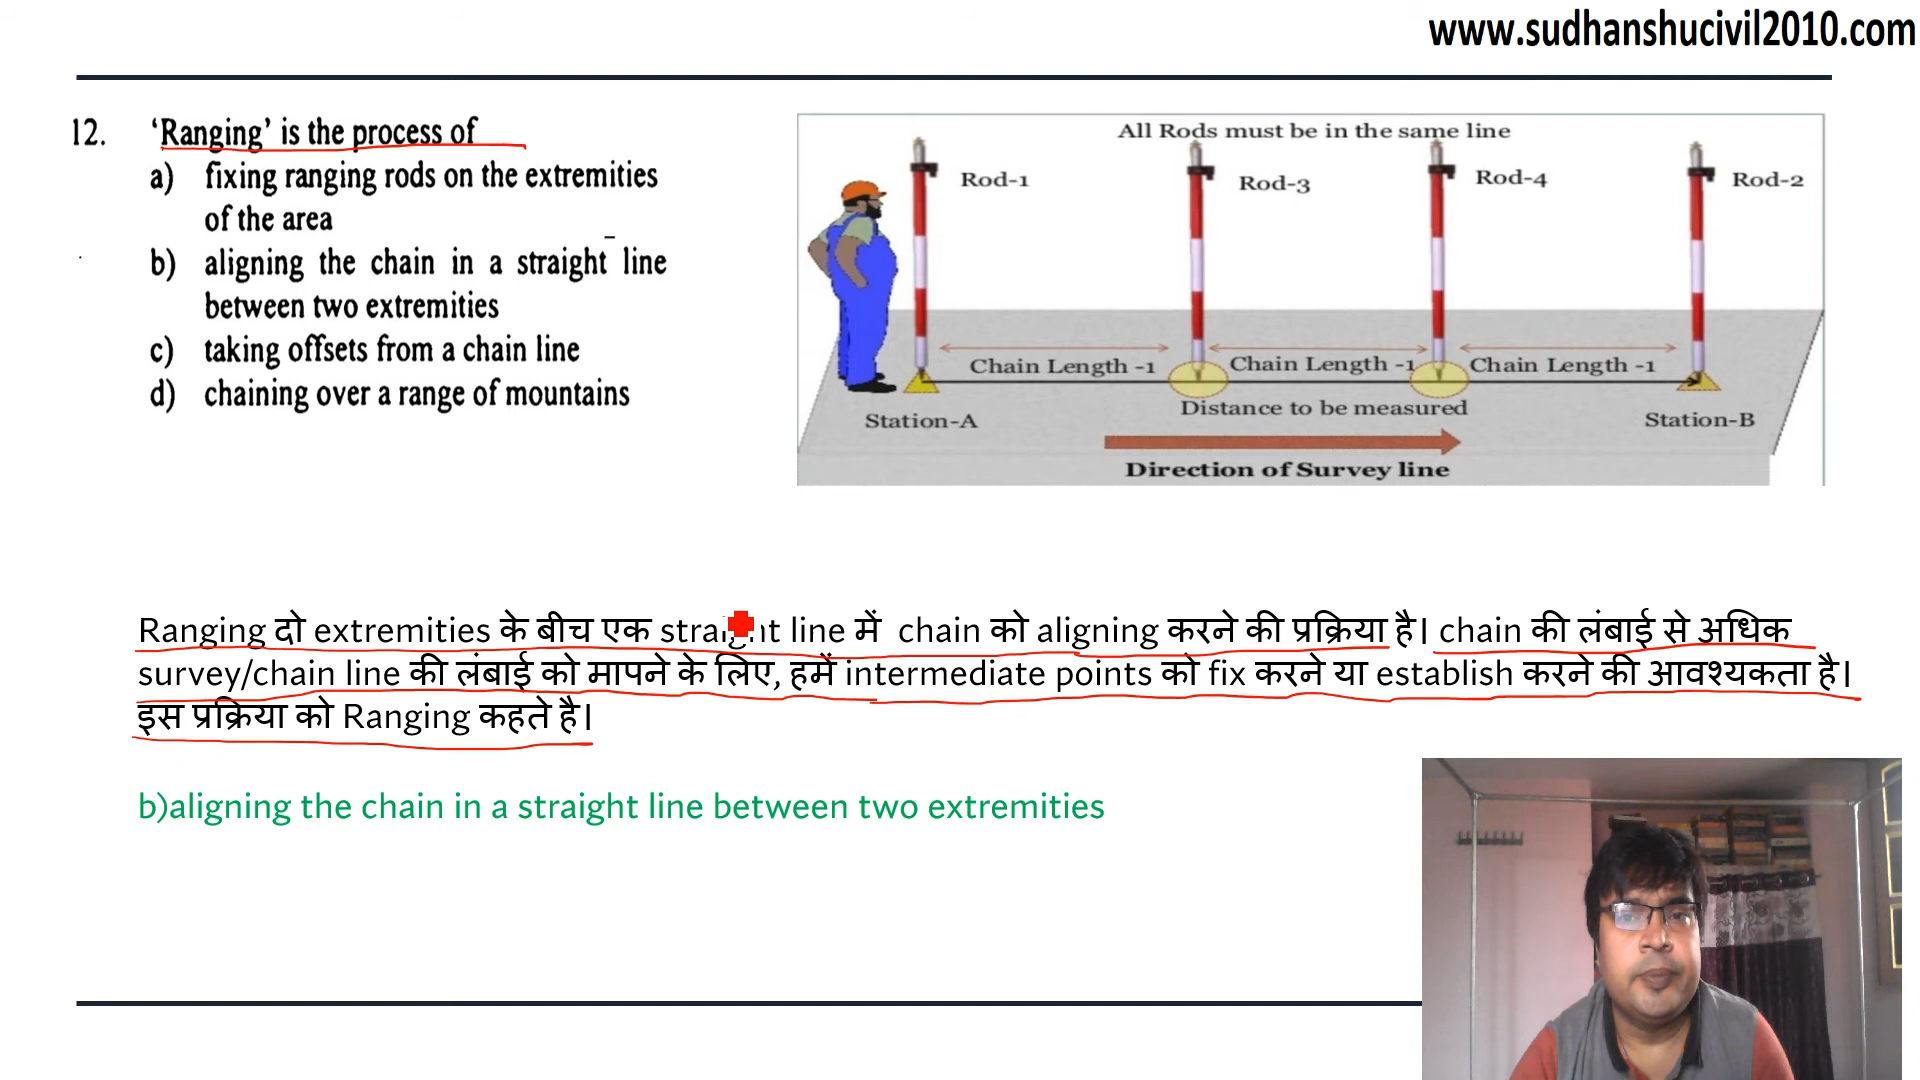 www.sudhanshucivil2010.com
12. ‘Ranging’ is the process of
a) fixing ranging rods on the extremities
of the area
b) aligning the chain in a straight line
between two extremities
c) taking offsets from a chain line
d) chaining over a range of mountains
All Rods must be in the same line
Rod-1
Rod-3
Rod-4
Rod-2
Chain Length -1
Chain Length -1
Chain Length -1
Distance to be measured
Station-A
Station-B
Direction of Survey line
Ranging दो extremities के बीच एक straight line में chain को aligning करने की प्रक्रिया है। chain की लंबाई से अधिक
survey/chain line की लंबाई को मापने के लिए, हमें intermediate points को fix करने या establish करने की आवश्यकता है।
इस प्रक्रिया को Ranging कहते है।
b)aligning the chain in a straight line between two extremities